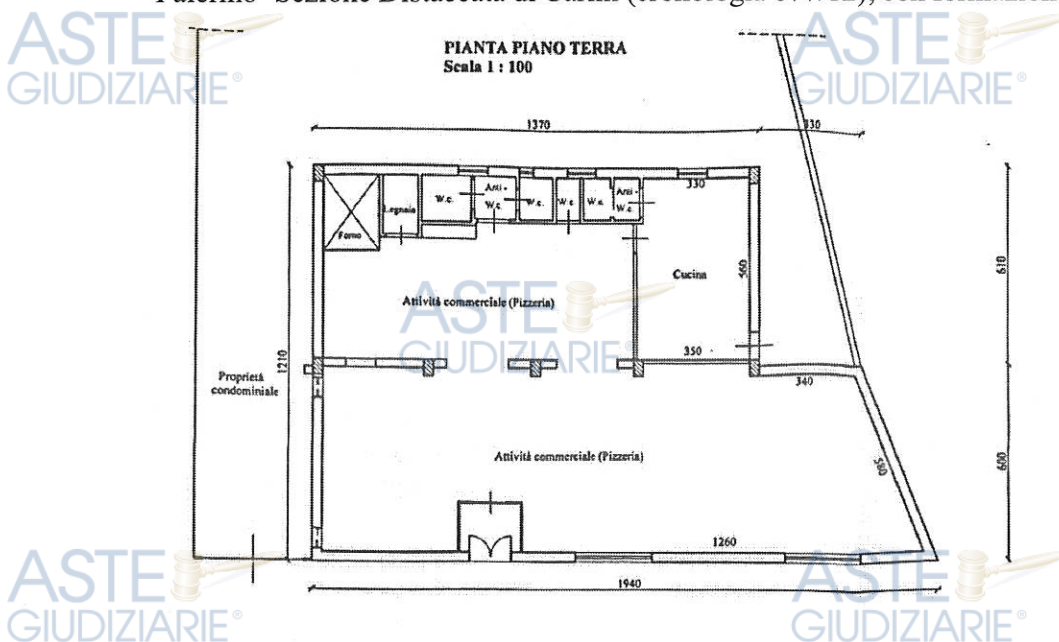 Palermo- Sezione Distaccata di Carini
ASTE
GIUDIZIARIE®
ASTE
GIUDIZIARIE®
PIANTA PIANO TERRA
Scala 1 : 100
1370
330
Forno
Legnaia
W.c.
Anti -
W.c.
W.c.
W.c
W.c.
Anti -
W.c.
Cucina
560
610
ASTE
GIUDIZIARIE®
Attività commerciale (Pizzeria)
1210
350
340
Proprietà
condominiale
Attività commerciale (Pizzeria)
580
600
1260
1940
ASTE
GIUDIZIARIE®
ASTE
GIUDIZIARIE®